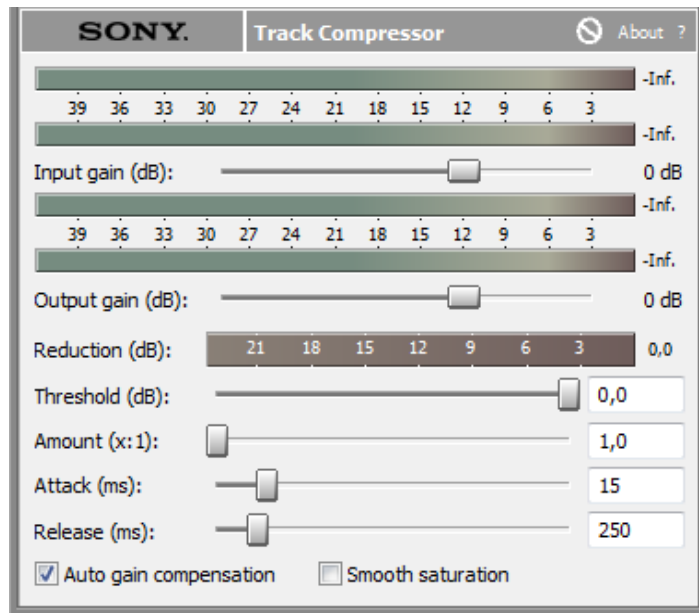 SONY. Track Compressor About ?
-Inf.
39 36 33 30 27 24 21 18 15 12 9 6 3
-Inf.
Input gain (dB): 0 dB
-Inf.
39 36 33 30 27 24 21 18 15 12 9 6 3
-Inf.
Output gain (dB): 0 dB
Reduction (dB): 21 18 15 12 9 6 3 0,0
Threshold (dB): 0,0
Amount (x:1): 1,0
Attack (ms): 15
Release (ms): 250
Auto gain compensation Smooth saturation